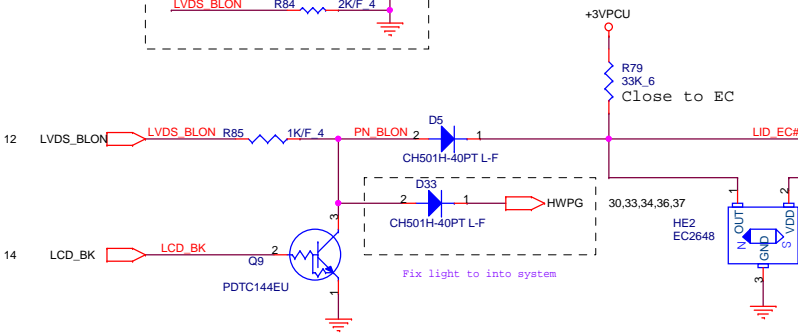 LVDS_BLON R84 2K/F_4
+3VPCU
R79
33K_6
Close to EC
12 LVDS_BLON LVDS_BLON R85 1K/F_4 PN_BLON 2 D5 1 LID_EC#
CH501H-40PT L-F
D33
2 1 HWPG 30,33,34,36,37
CH501H-40PT L-F
3
1 2
HE2
EC2648
OUT VDD
N GND S
3
14 LCD_BK LCD_BK 2
Q9
PDTC144EU
1
Fix light to into system